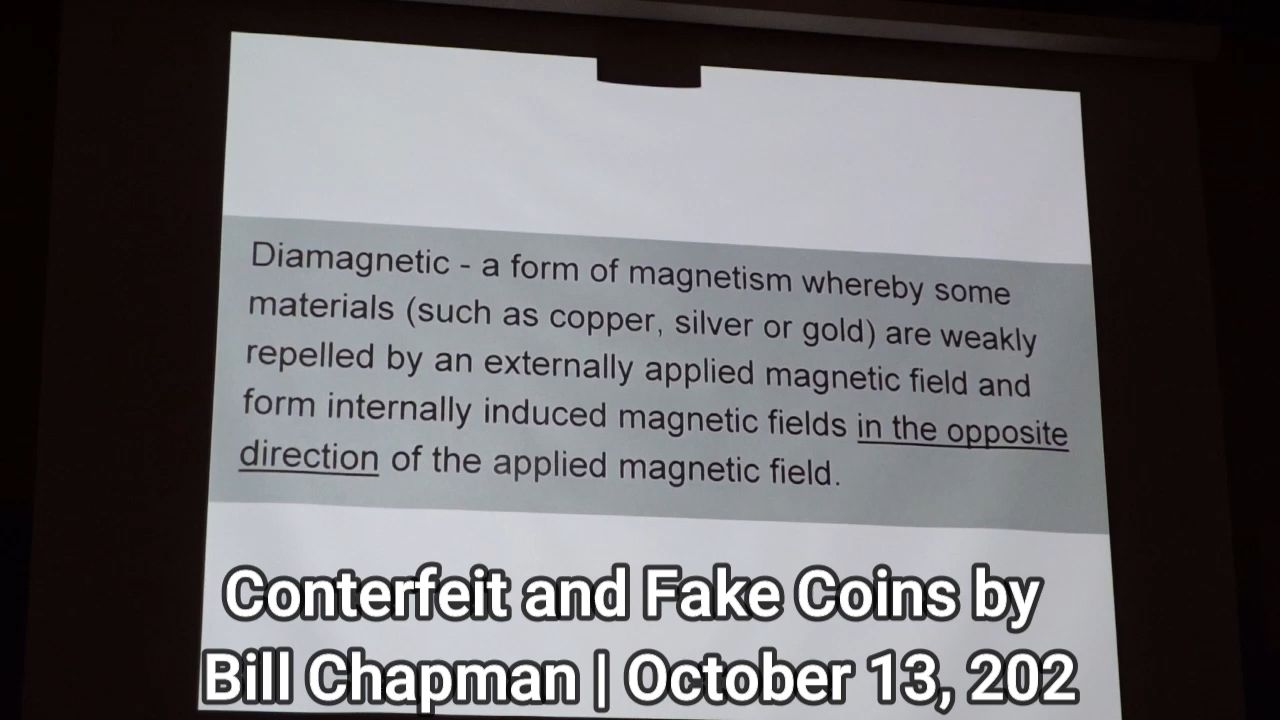 Diamagnetic - a form of magnetism whereby some
materials (such as copper, silver or gold) are weakly
repelled by an externally applied magnetic field and
form internally induced magnetic fields in the opposite
direction of the applied magnetic field.
Conterfeit and Fake Coins by
Bill Chapman | October 13, 202